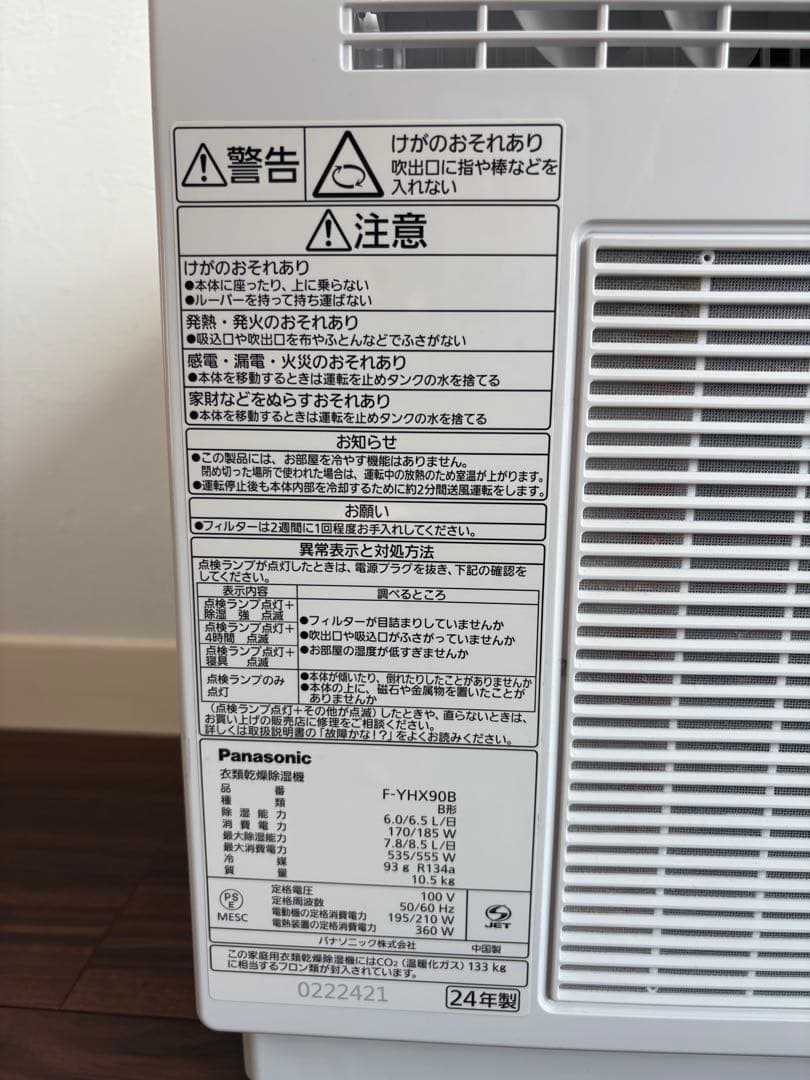 警告
けがのおそれあり
吹出口に指や棒などを
入れない
注意
けがのおそれあり
●本体に座ったり、上に乗らない
●ルーバーを持って持ち運ばない
発熱・発火のおそれあり
●吸込口や吹出口を布やふとんなどでふさがない
感電・漏電・火災のおそれあり
●本体を移動するときは運転を止めタンクの水を捨てる
家財などをぬらすおそれあり
●本体を移動するときは運転を止めタンクの水を捨てる
お知らせ
●この製品には、お部屋を冷やす機能はありません。
閉め切った場所で使われた場合は、運転中の放熱のため室温が上がります。
●運転停止後も本体内部を冷却するために約2分間送風運転をします。
お願い
●フィルターは2週間に1回程度お手入れしてください。
異常表示と対処方法
点検ランプが点灯したときは、電源プラグを抜き、下記の確認を
してください。
表示内容 調べるところ
点検ランプ点灯+
除湿 強 点滅
点検ランプ点灯+
4時間 点滅
点検ランプ点灯+
寝具 点滅
●フィルターが目詰まりしていませんか
●吹出口や吸込口がふさがっていませんか
●お部屋の湿度が低すぎませんか
点検ランプのみ
点灯
●本体が傾いたり、倒れたりしたことがありませんか
●本体の上に、磁石や金属物を置いたことが
ありませんか
(点検ランプ点灯+その他が点滅)したときや、直らないときは、
お買い上げの販売店に修理をご相談ください。
詳しくは取扱説明書の「故障かな!?」をよくお読みください。
Panasonic
衣類乾燥除湿機
品番 F-YHX90B
種類 B形
除湿能力 6.0/6.5 L/日
消費電力 170/185 W
最大除湿能力 7.8/8.5 L/日
最大消費電力 535/555 W
冷媒 93 g R134a
質量 10.5 kg
PS
E
MESC
定格電圧 100 V
定格周波数 50/60 Hz
電動機の定格消費電力 195/210 W
電熱装置の定格消費電力 360 W
JET
パナソニック株式会社 中国製
この家庭用衣類乾燥除湿機にはCO2(温暖化ガス)133 kg
に相当するフロン類が封入されています。
0222421
24年製